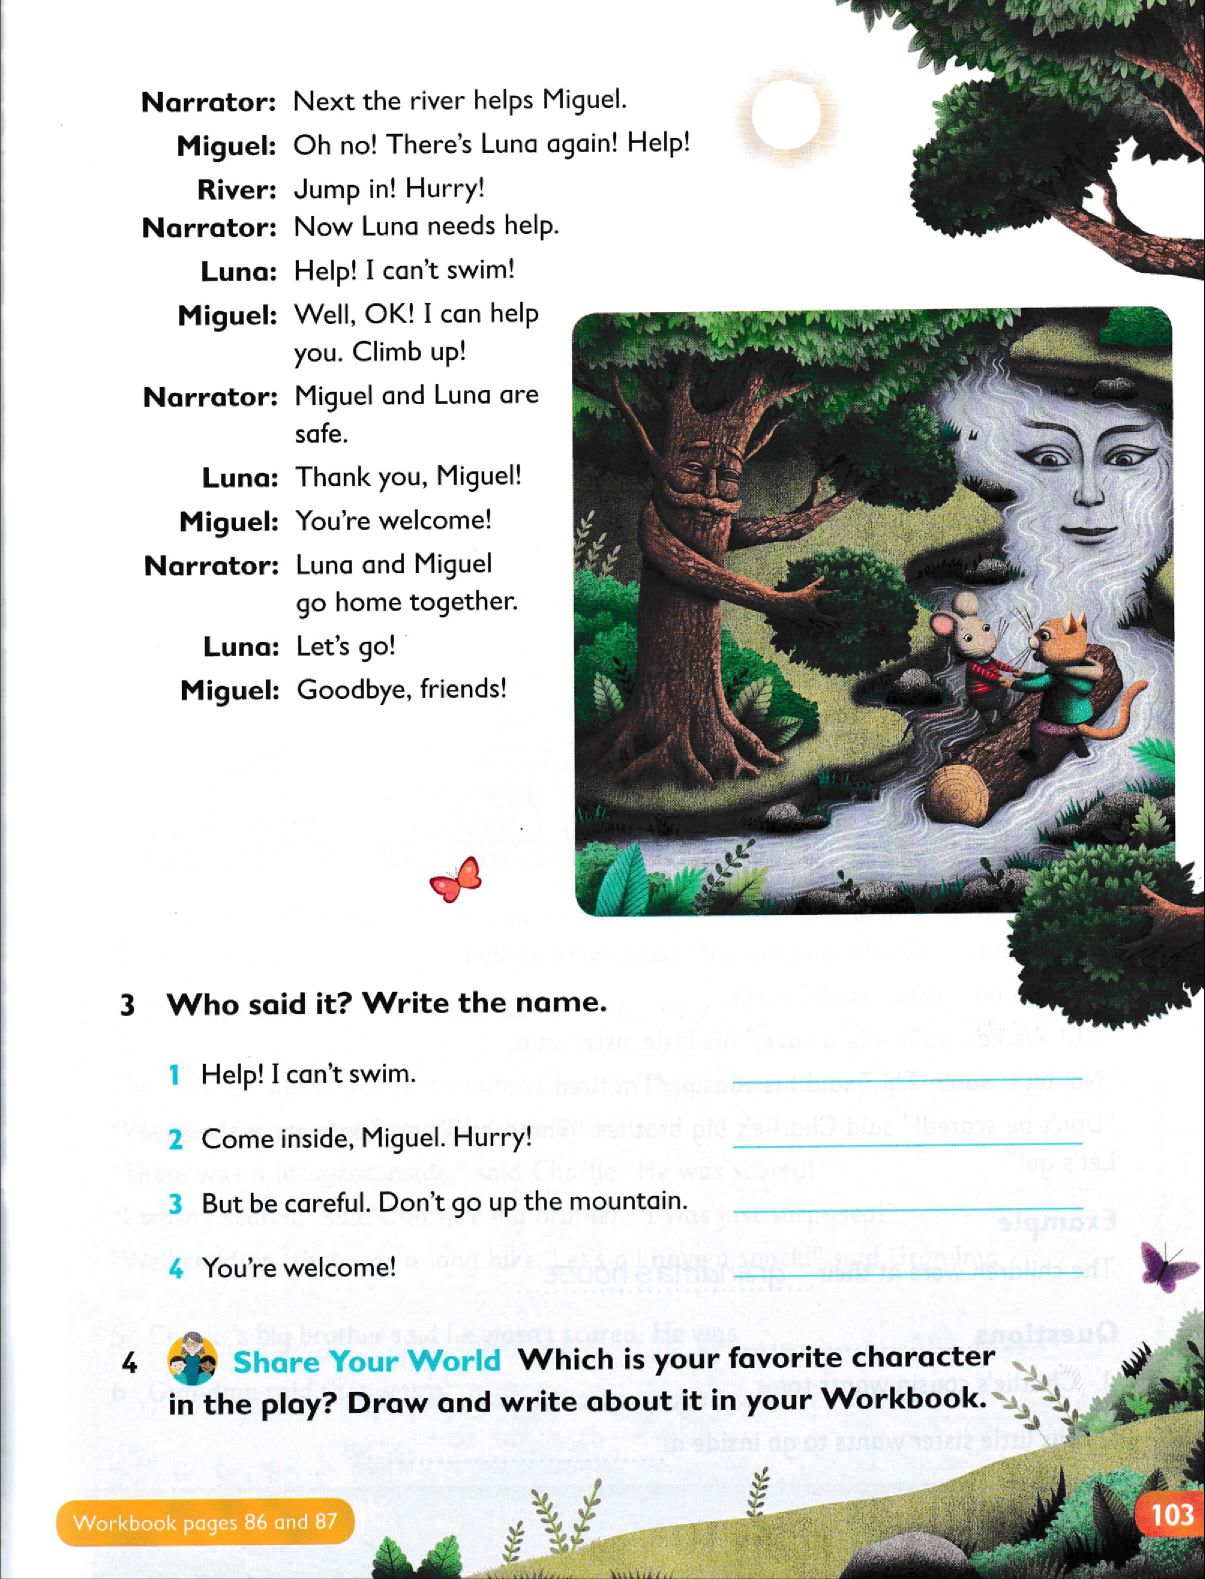 Narrator: Next the river helps Miguel.
Miguel: Oh no! There's Luna again! Help!
River: Jump in! Hurry!
Narrator: Now Luna needs help.
Luna: Help! I can't swim!
Miguel: Well, OK! I can help
you. Climb up!
Narrator: Miguel and Luna are
safe.
Luna: Thank you, Miguel!
Miguel: You're welcome!
Narrator: Luna and Miguel
go home together.
Luna: Let's go!
Miguel: Goodbye, friends!
3 Who said it? Write the name.
1 Help! I can't swim.
2 Come inside, Miguel. Hurry!
3 But be careful. Don't go up the mountain.
4 You're welcome!
4 Share Your World Which is your favorite character
in the play? Draw and write about it in your Workbook.
Workbook pages 86 and 87
103